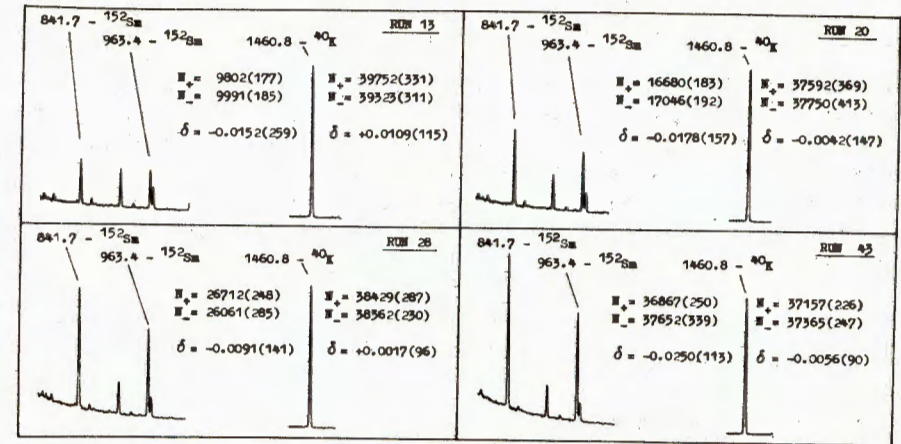 841.7 - ¹⁵²Sm RUN 13
963.4 - ¹⁵²Sm 1460.8 - ⁴⁰K
N₊= 9802(177) N₊= 39752(331)
N₋= 9991(185) N₋= 39323(311)
δ = -0.0152(259) δ = +0.0109(115)
841.7 - ¹⁵²Sm RUN 20
963.4 - ¹⁵²Sm 1460.8 - ⁴⁰K
N₊= 16680(183) N₊= 37592(369)
N₋= 17046(192) N₋= 37750(413)
δ = -0.0178(157) δ = -0.0042(147)
841.7 - ¹⁵²Sm RUN 28
963.4 - ¹⁵²Sm 1460.8 - ⁴⁰K
N₊= 26712(248) N₊= 38429(287)
N₋= 26061(285) N₋= 38362(230)
δ = -0.0091(141) δ = +0.0017(96)
841.7 - ¹⁵²Sm RUN 43
963.4 - ¹⁵²Sm 1460.8 - ⁴⁰K
N₊= 36867(250) N₊= 37157(226)
N₋= 37652(339) N₋= 37365(247)
δ = -0.0250(113) δ = -0.0056(90)